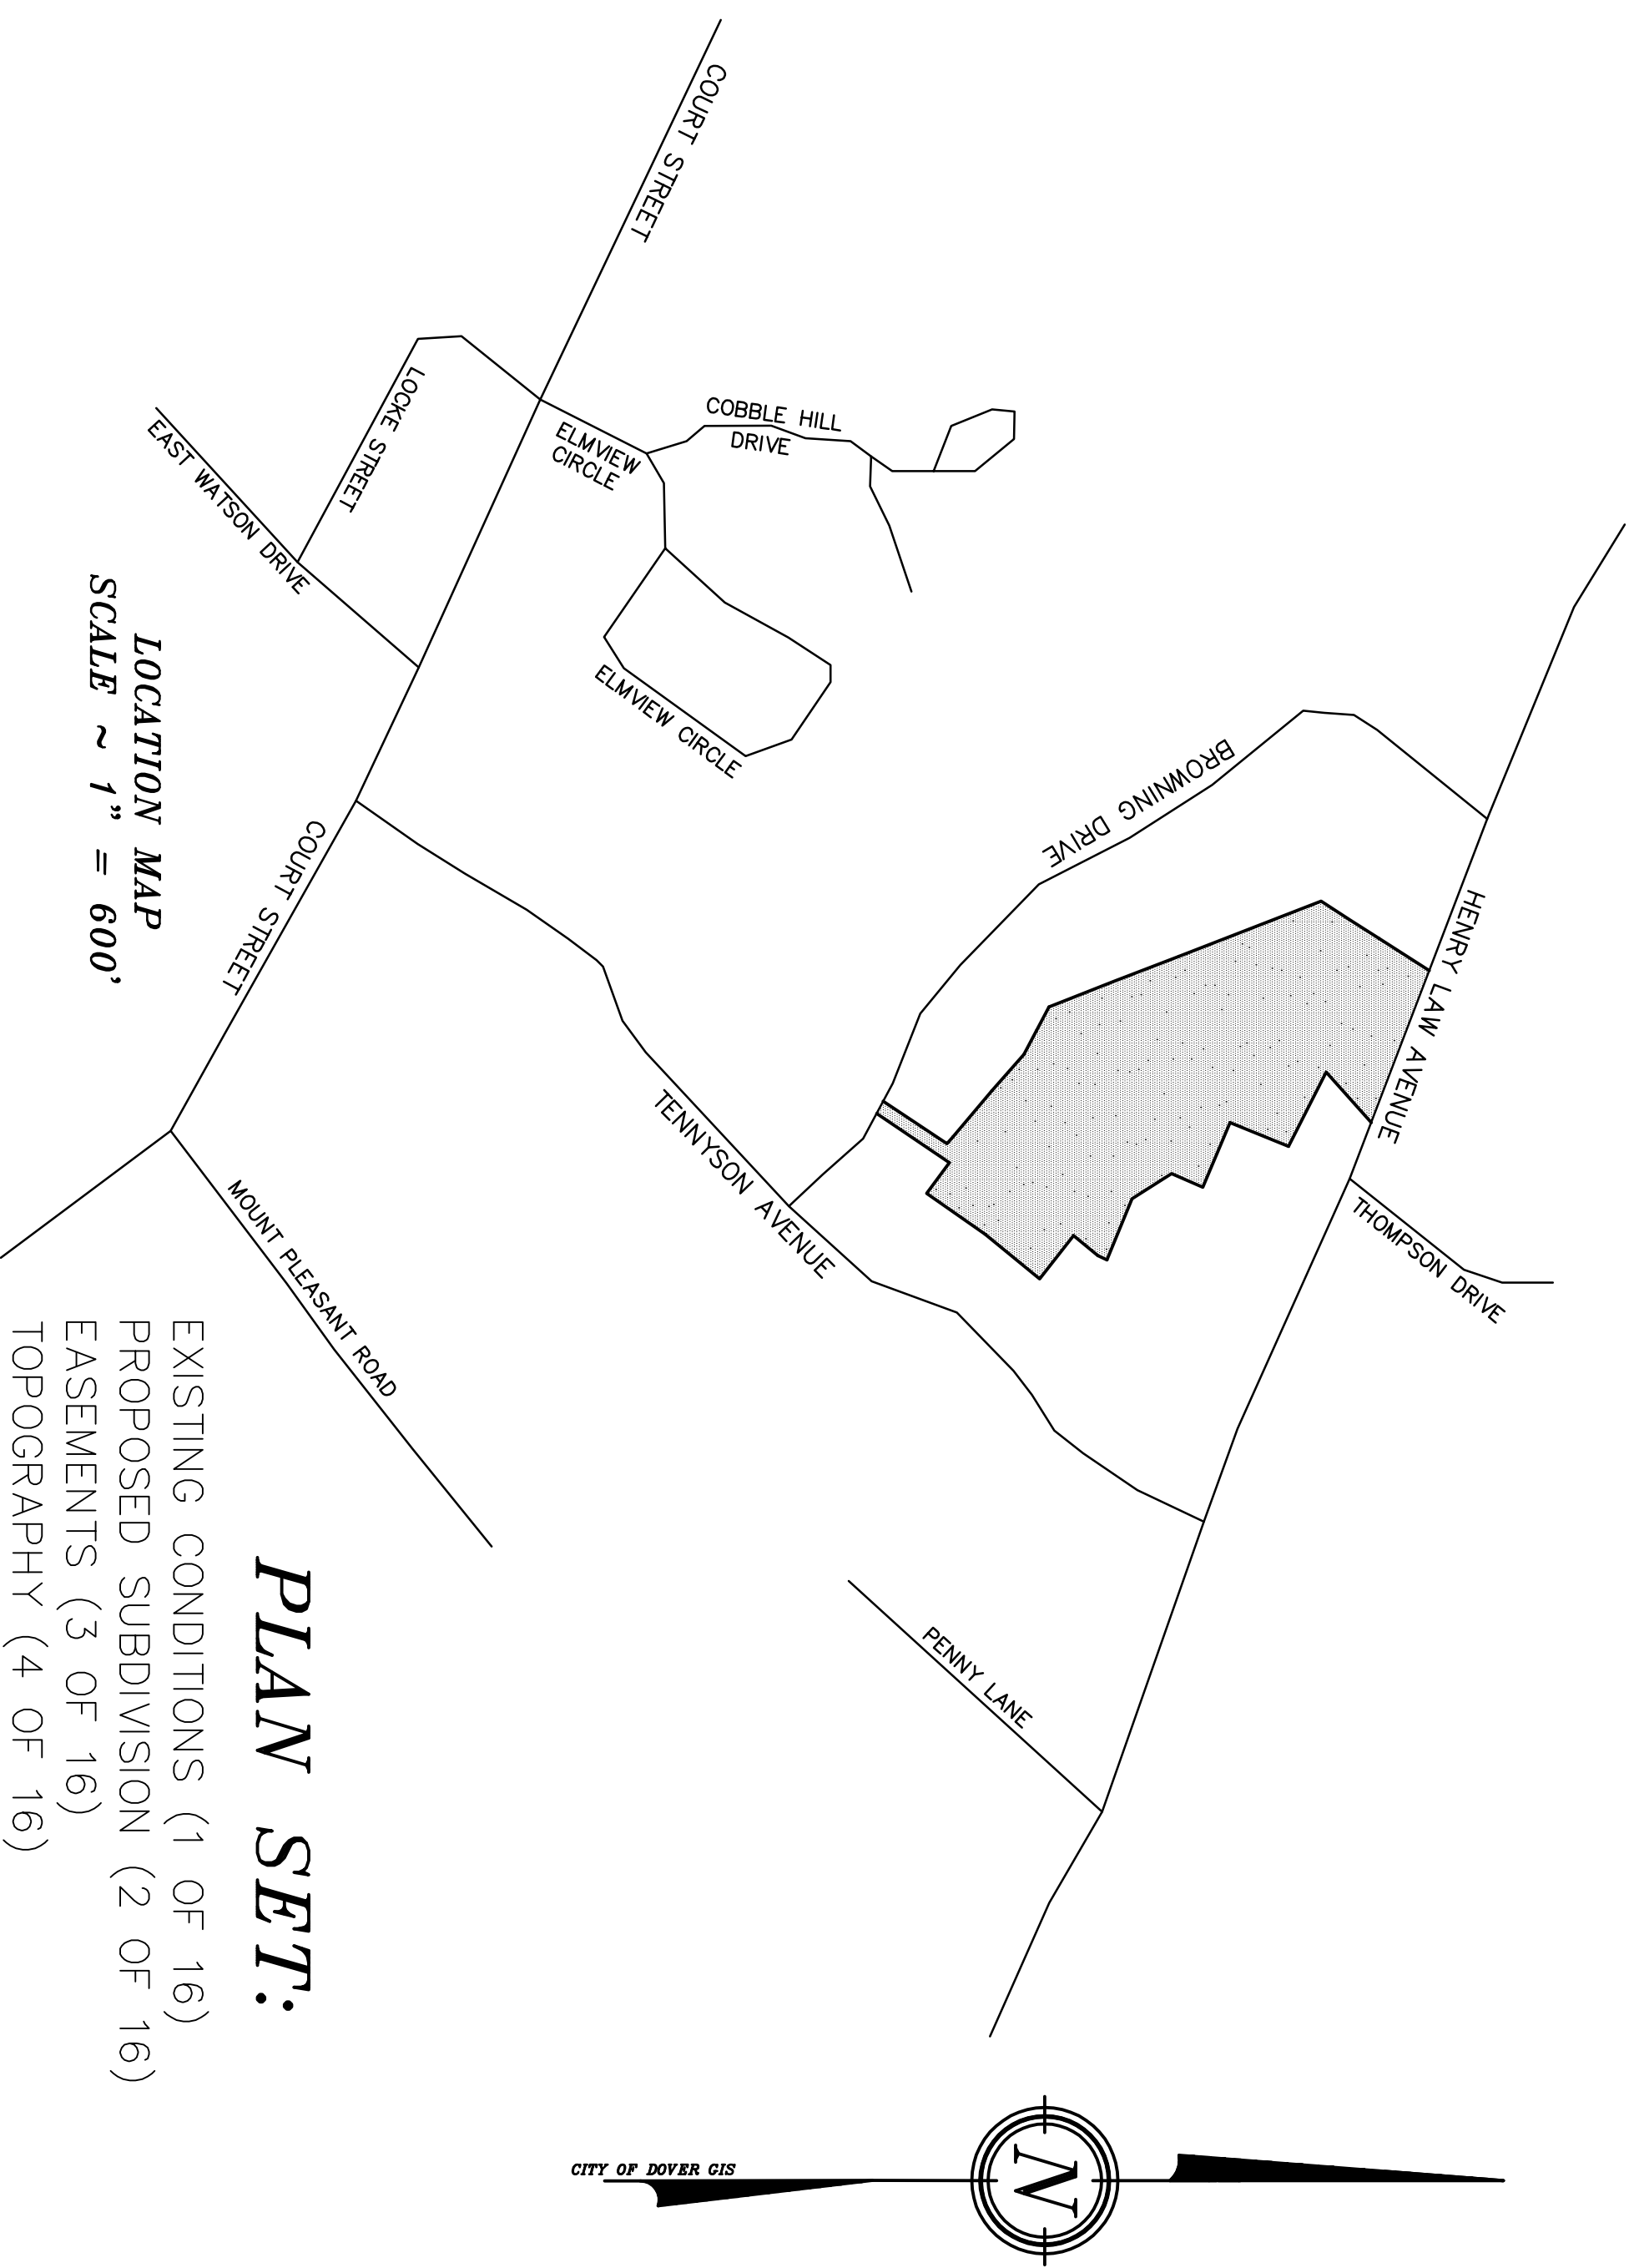 COURT STREET
LOCKE STREET
EAST WATSON DRIVE
ELMVIEW
CIRCLE
COBBLE HILL
DRIVE
ELMVIEW CIRCLE
BROWNING DRIVE
HENRY LAW AVENUE
THOMPSON DRIVE
TENNYSON AVENUE
COURT STREET
MOUNT PLEASANT ROAD
PENNY LANE
LOCATION MAP
SCALE ~ 1" = 600'
N
CITY OF DOVER GIS
PLAN SET:
EXISTING CONDITIONS (1 OF 16)
PROPOSED SUBDIVISION (2 OF 16)
EASEMENTS (3 OF 16)
TOPOGRAPHY (4 OF 16)